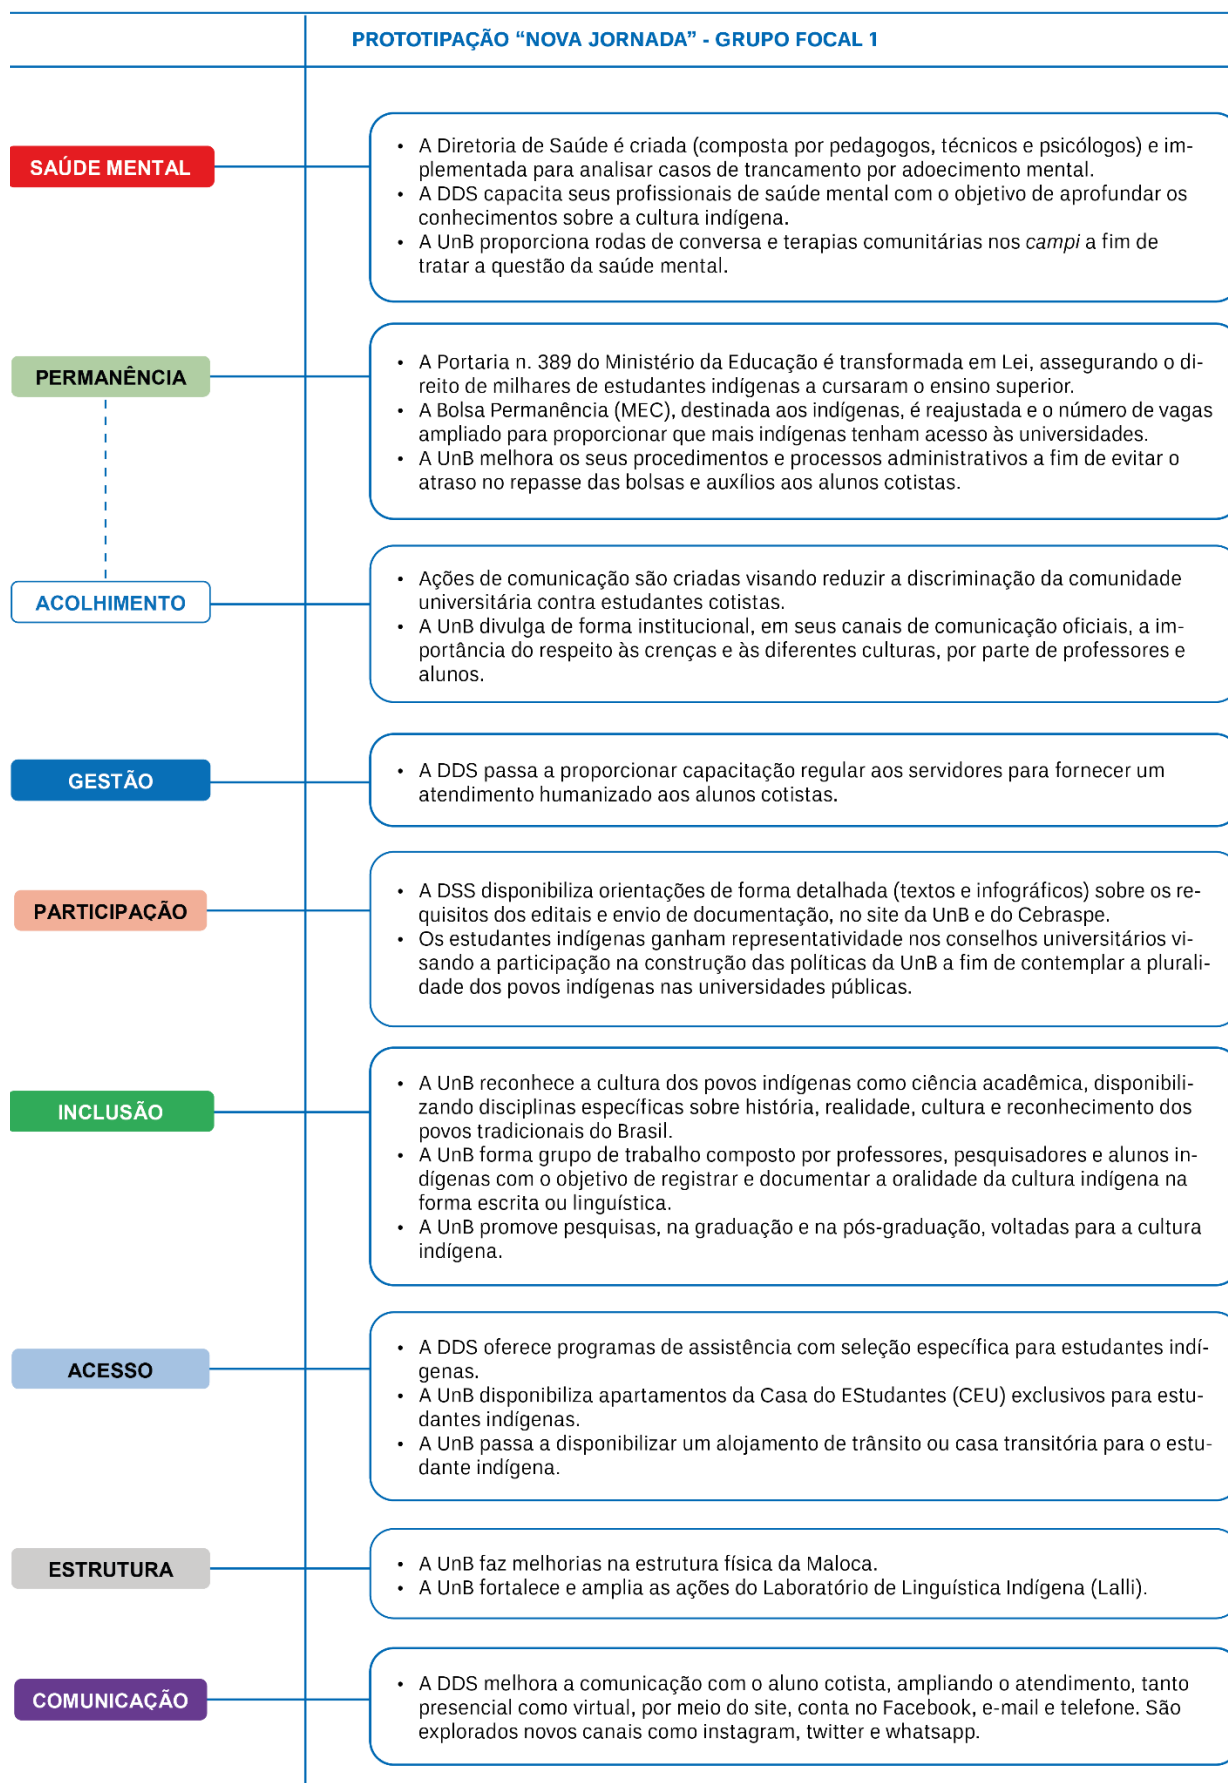 PROTOTIPAÇÃO “NOVA JORNADA” - GRUPO FOCAL 1
SAÚDE MENTAL
• A Diretoria de Saúde é criada (composta por pedagogos, técnicos e psicólogos) e im-
plementada para analisar casos de trancamento por adoecimento mental.
• A DDS capacita seus profissionais de saúde mental com o objetivo de aprofundar os
conhecimentos sobre a cultura indígena.
• A UnB proporciona rodas de conversa e terapias comunitárias nos campi a fim de
tratar a questão da saúde mental.
PERMANÊNCIA
• A Portaria n. 389 do Ministério da Educação é transformada em Lei, assegurando o di-
reito de milhares de estudantes indígenas a cursaram o ensino superior.
• A Bolsa Permanência (MEC), destinada aos indígenas, é reajustada e o número de vagas
ampliado para proporcionar que mais indígenas tenham acesso às universidades.
• A UnB melhora os seus procedimentos e processos administrativos a fim de evitar o
atraso no repasse das bolsas e auxílios aos alunos cotistas.
ACOLHIMENTO
• Ações de comunicação são criadas visando reduzir a discriminação da comunidade
universitária contra estudantes cotistas.
• A UnB divulga de forma institucional, em seus canais de comunicação oficiais, a im-
portância do respeito às crenças e às diferentes culturas, por parte de professores e
alunos.
GESTÃO
• A DDS passa a proporcionar capacitação regular aos servidores para fornecer um
atendimento humanizado aos alunos cotistas.
PARTICIPAÇÃO
• A DSS disponibiliza orientações de forma detalhada (textos e infográficos) sobre os re-
quisitos dos editais e envio de documentação, no site da UnB e do Cebraspe.
• Os estudantes indígenas ganham representatividade nos conselhos universitários vi-
sando a participação na construção das políticas da UnB a fim de contemplar a plurali-
dade dos povos indígenas nas universidades públicas.
INCLUSÃO
• A UnB reconhece a cultura dos povos indígenas como ciência acadêmica, disponibili-
zando disciplinas específicas sobre história, realidade, cultura e reconhecimento dos
povos tradicionais do Brasil.
• A UnB forma grupo de trabalho composto por professores, pesquisadores e alunos in-
dígenas com o objetivo de registrar e documentar a oralidade da cultura indígena na
forma escrita ou linguística.
• A UnB promove pesquisas, na graduação e na pós-graduação, voltadas para a cultura
indígena.
ACESSO
• A DDS oferece programas de assistência com seleção específica para estudantes indí-
genas.
• A UnB disponibiliza apartamentos da Casa do EStudantes (CEU) exclusivos para estu-
dantes indígenas.
• A UnB passa a disponibilizar um alojamento de trânsito ou casa transitória para o estu-
dante indígena.
ESTRUTURA
• A UnB faz melhorias na estrutura física da Maloca.
• A UnB fortalece e amplia as ações do Laboratório de Linguística Indígena (Lalli).
COMUNICAÇÃO
• A DDS melhora a comunicação com o aluno cotista, ampliando o atendimento, tanto
presencial como virtual, por meio do site, conta no Facebook, e-mail e telefone. São
explorados novos canais como instagram, twitter e whatsapp.